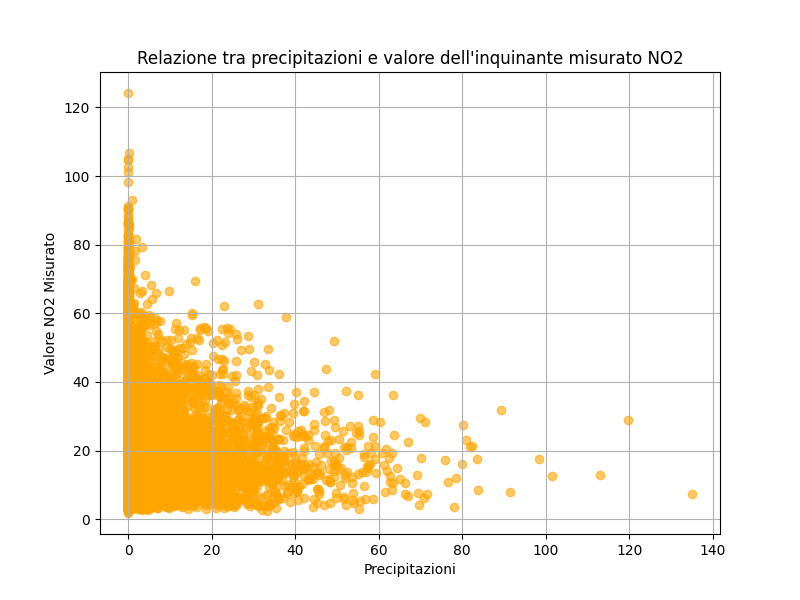 Relazione tra precipitazioni e valore dell'inquinante misurato NO2
120
100
80
60
40
20
0
Valore NO2 Misurato
0 20 40 60 80 100 120 140
Precipitazioni